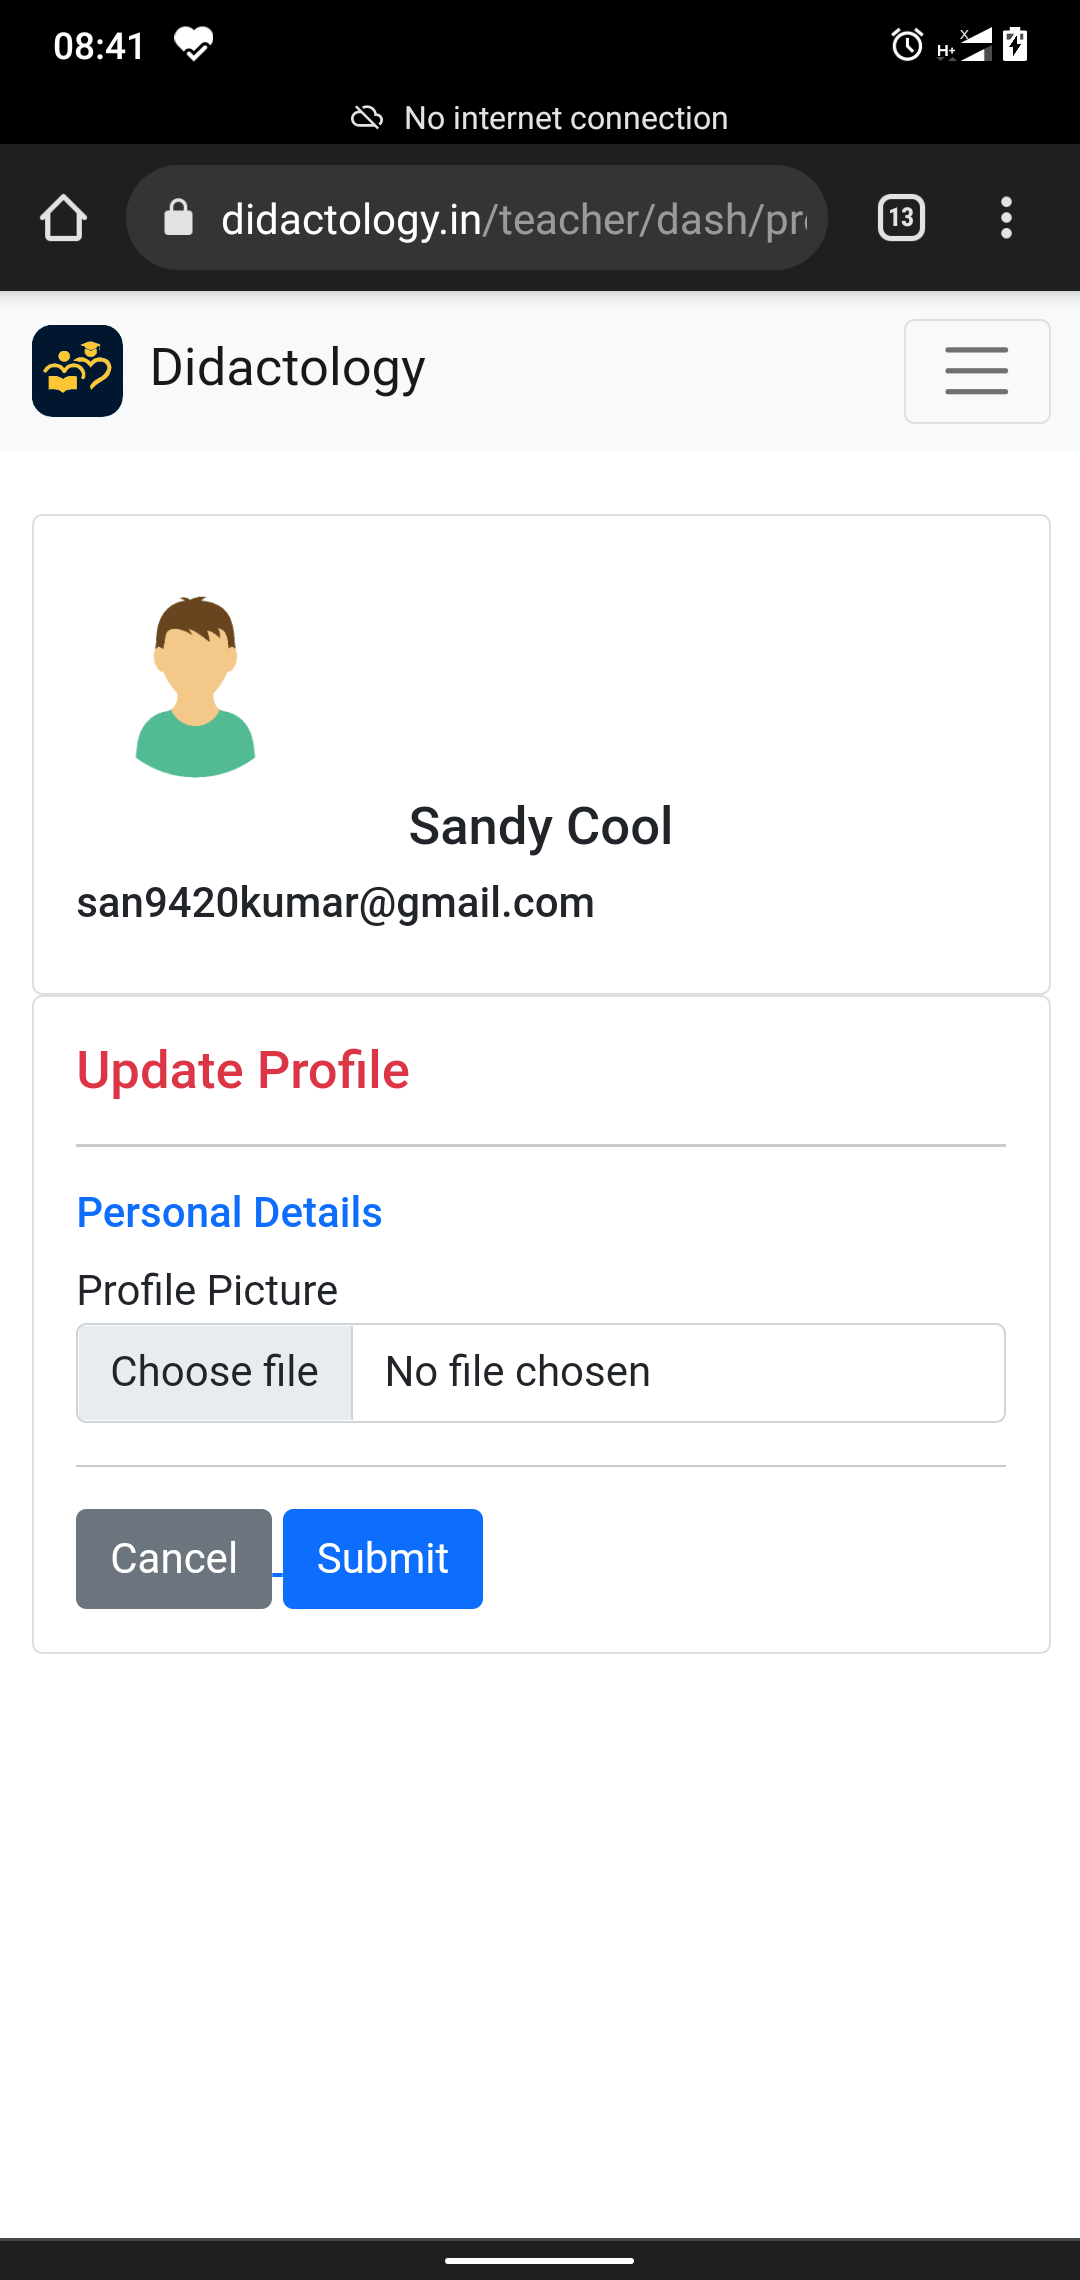 08:41
H+
No internet connection
didactology.in/teacher/dash/pr
13
Didactology
Sandy Cool
san9420kumar@gmail.com
Update Profile
Personal Details
Profile Picture
Choose file No file chosen
Cancel Submit